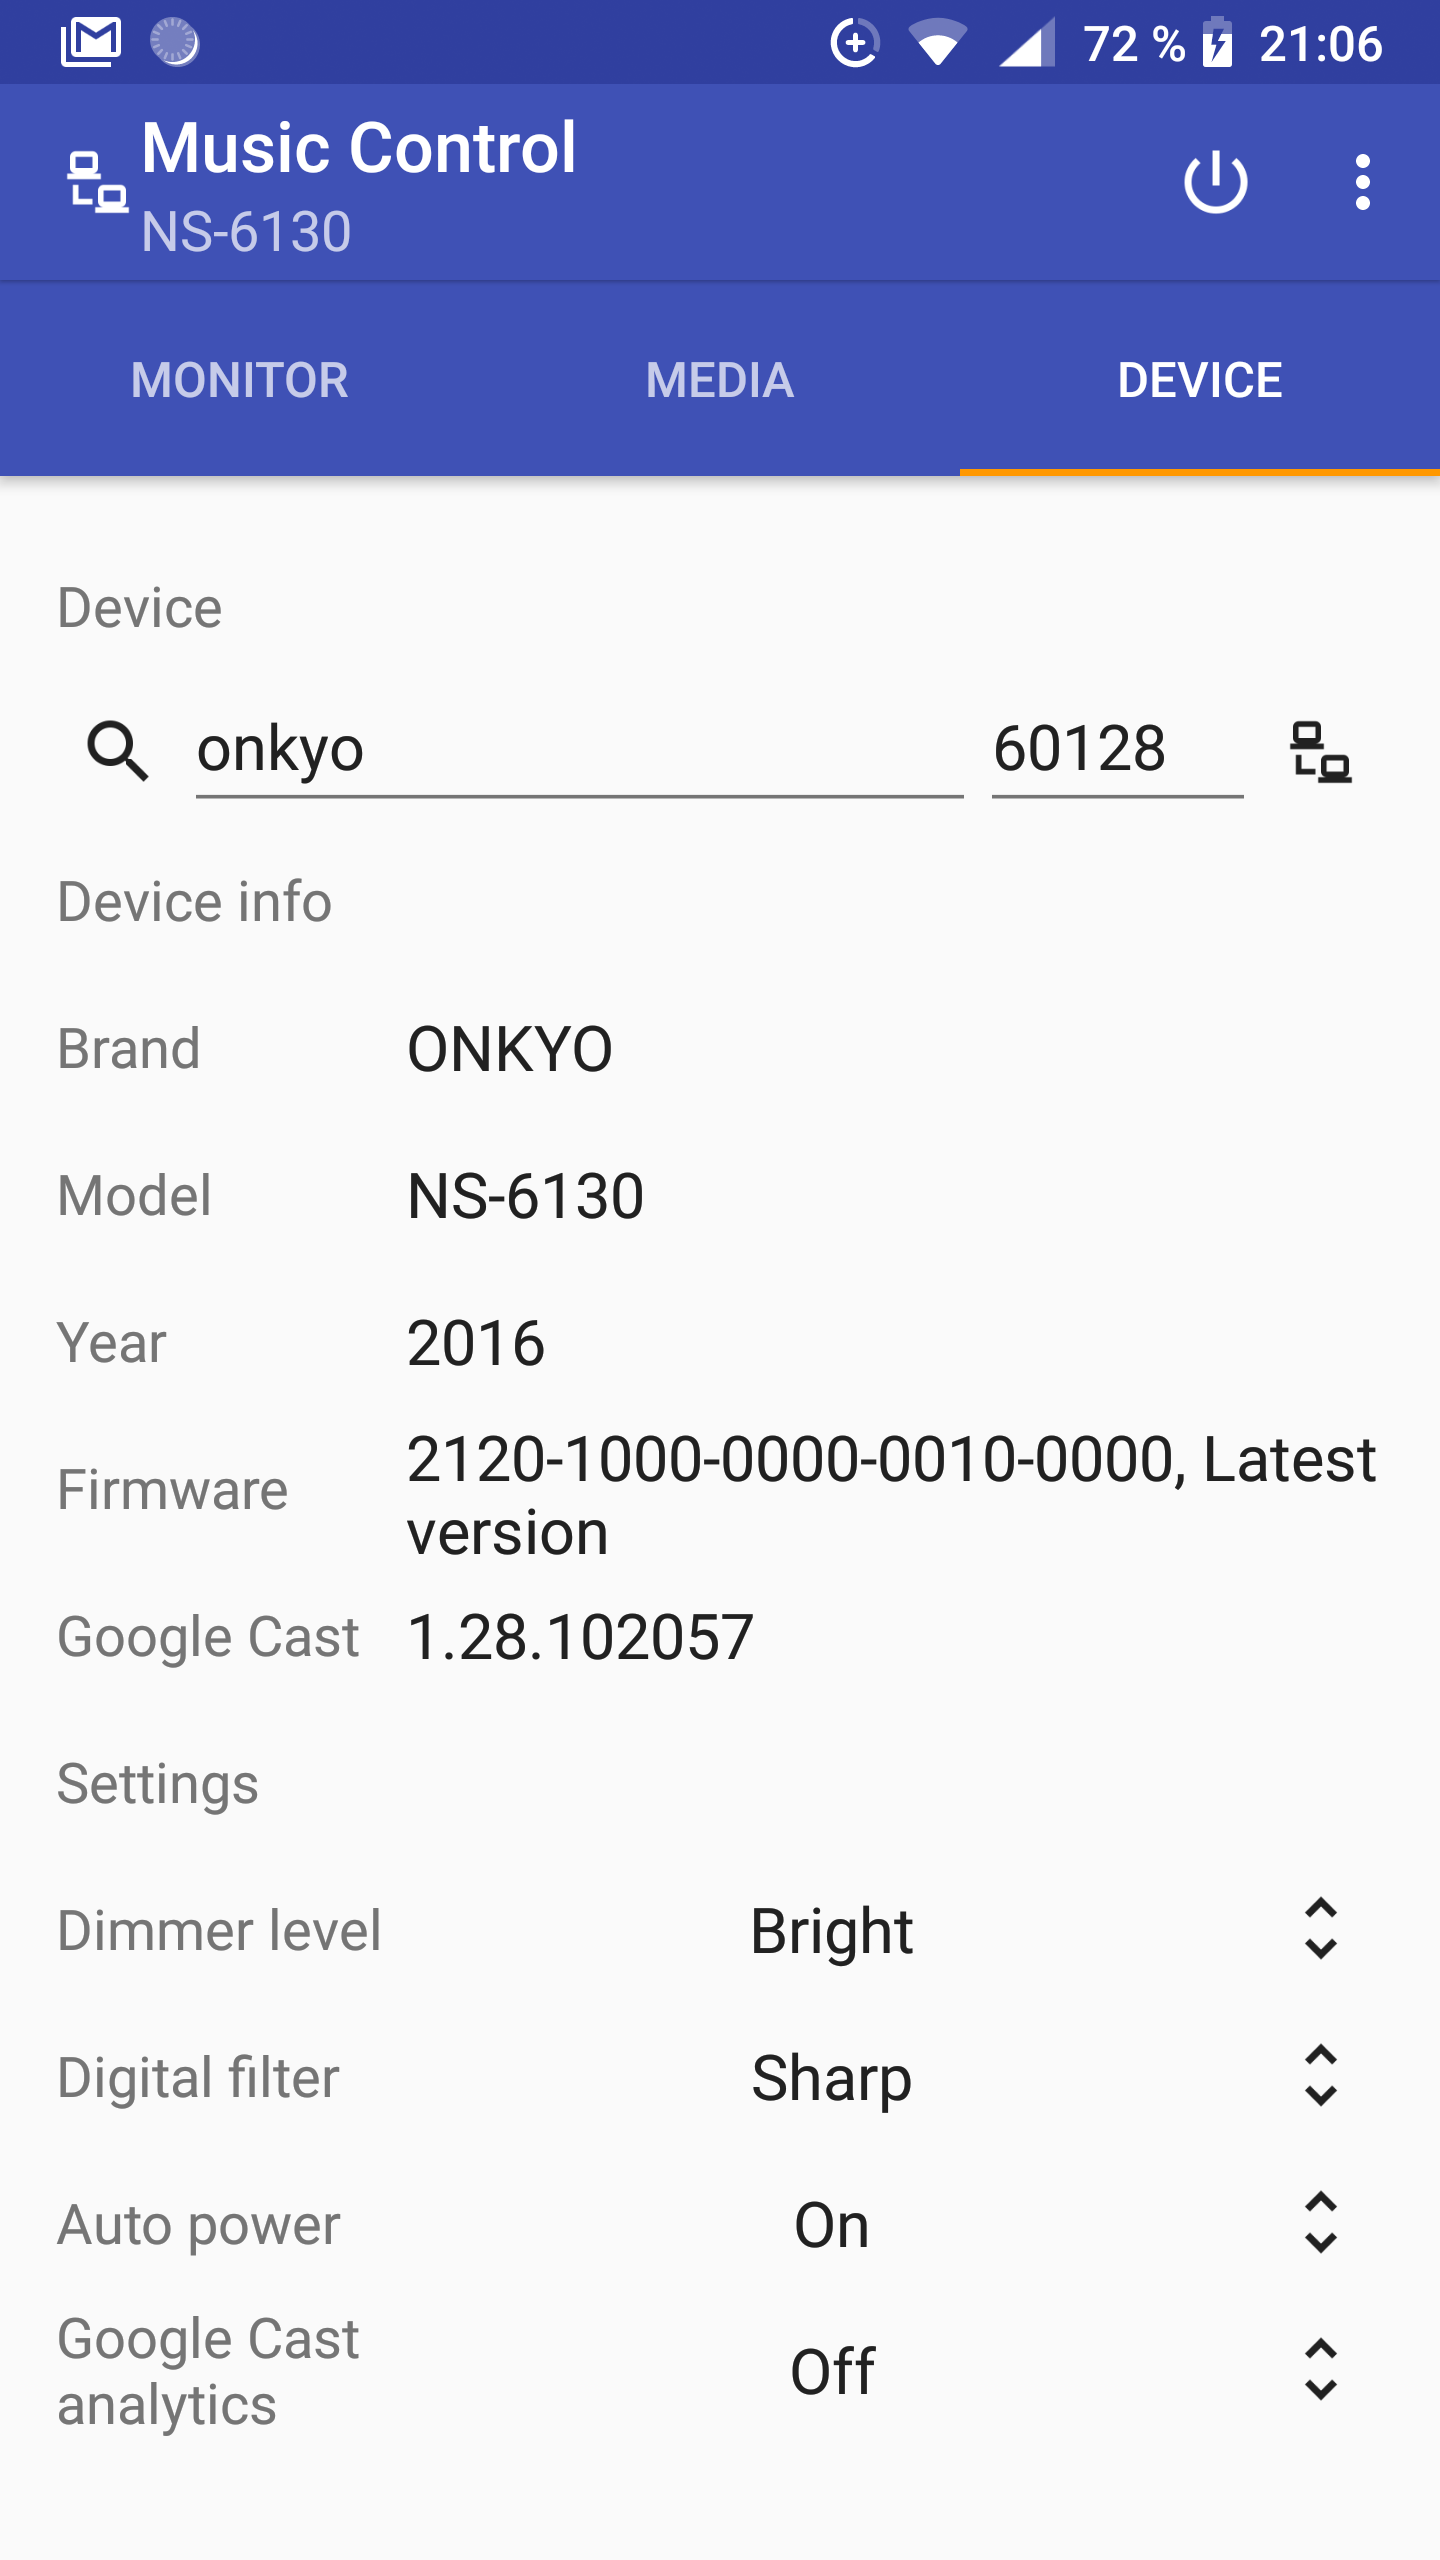 72 % 21:06
Music Control
NS-6130
MONITOR MEDIA DEVICE
Device
onkyo 60128
Device info
Brand ONKYO
Model NS-6130
Year 2016
Firmware 2120-1000-0000-0010-0000, Latest
version
Google Cast 1.28.102057
Settings
Dimmer level Bright
Digital filter Sharp
Auto power On
Google Cast
analytics Off